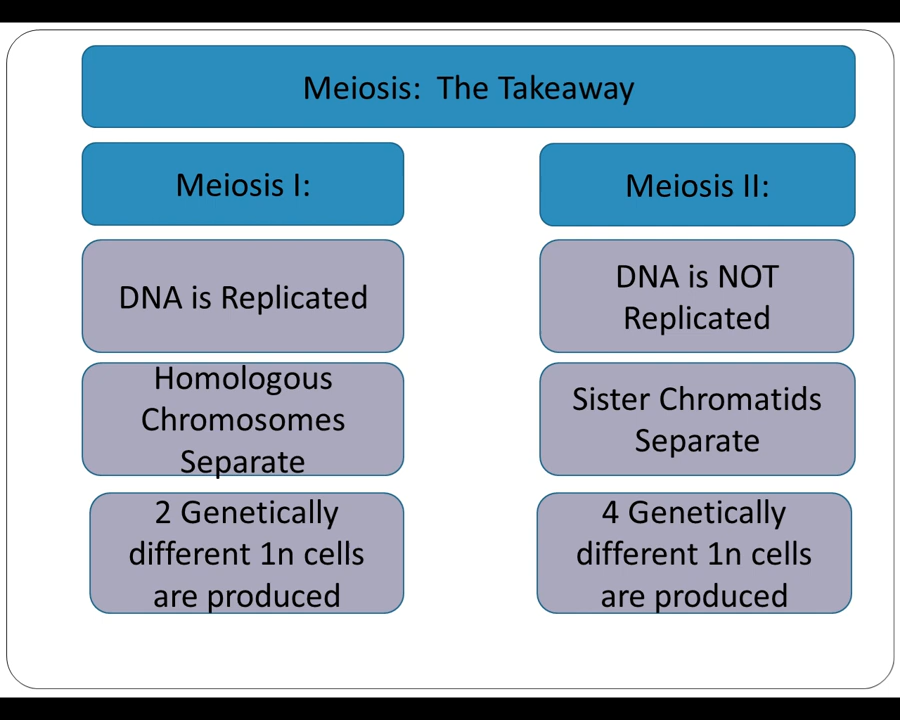 Meiosis:  The Takeaway
Meiosis I:
DNA is Replicated
Homologous
Chromosomes
Separate
2 Genetically
different 1n cells
are produced
Meiosis II:
DNA is NOT
Replicated
Sister Chromatids
Separate
4 Genetically
different 1n cells
are produced